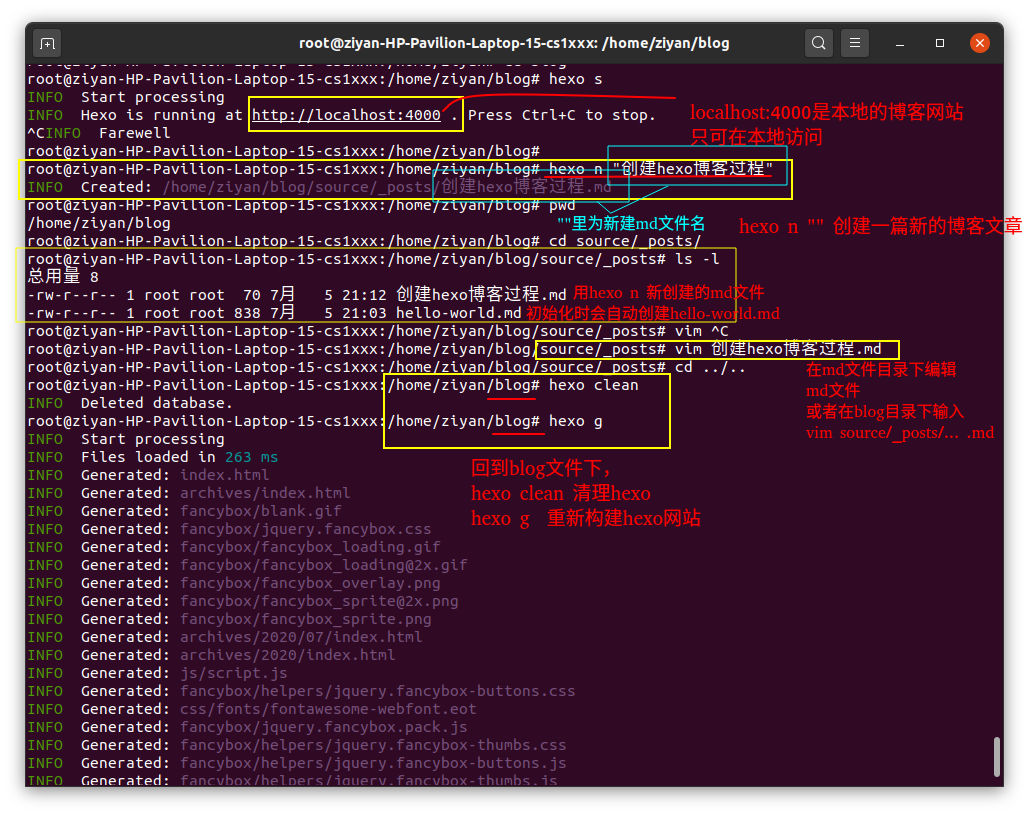 root@ziyan-HP-Pavilion-Laptop-15-cs1xxx: /home/ziyan/blog
root@ziyan-HP-Pavilion-Laptop-15-cs1xxx:/home/ziyan/blog# hexo s
INFO  Start processing
INFO  Hexo is running at http://localhost:4000 . Press Ctrl+C to stop.
localhost:4000是本地的博客网站
只可在本地访问
^CINFO  Farewell
root@ziyan-HP-Pavilion-Laptop-15-cs1xxx:/home/ziyan/blog#
root@ziyan-HP-Pavilion-Laptop-15-cs1xxx:/home/ziyan/blog# hexo n "创建hexo博客过程"
INFO  Created: /home/ziyan/blog/source/_posts/创建hexo博客过程.md
root@ziyan-HP-Pavilion-Laptop-15-cs1xxx:/home/ziyan/blog# pwd
/home/ziyan/blog
""里为新建md文件名
hexo n "" 创建一篇新的博客文章
root@ziyan-HP-Pavilion-Laptop-15-cs1xxx:/home/ziyan/blog# cd source/_posts/
root@ziyan-HP-Pavilion-Laptop-15-cs1xxx:/home/ziyan/blog/source/_posts# ls -l
总用量 8
-rw-r--r-- 1 root root  70 7月   5 21:12 创建hexo博客过程.md 用hexo n 新创建的md文件
-rw-r--r-- 1 root root 838 7月   5 21:03 hello-world.md 初始化时会自动创建hello-world.md
root@ziyan-HP-Pavilion-Laptop-15-cs1xxx:/home/ziyan/blog/source/_posts# vim ^C
root@ziyan-HP-Pavilion-Laptop-15-cs1xxx:/home/ziyan/blog/source/_posts# vim 创建hexo博客过程.md
root@ziyan-HP-Pavilion-Laptop-15-cs1xxx:/home/ziyan/blog/source/_posts# cd ../..
在md文件目录下编辑
md文件
或者在blog目录下输入
vim source/_posts/... .md
root@ziyan-HP-Pavilion-Laptop-15-cs1xxx:/home/ziyan/blog# hexo clean
INFO  Deleted database.
root@ziyan-HP-Pavilion-Laptop-15-cs1xxx:/home/ziyan/blog# hexo g
INFO  Start processing
INFO  Files loaded in 263 ms
回到blog文件下，
hexo clean 清理hexo
hexo g 重新构建hexo网站
INFO  Generated: index.html
INFO  Generated: archives/index.html
INFO  Generated: fancybox/blank.gif
INFO  Generated: fancybox/jquery.fancybox.css
INFO  Generated: fancybox/fancybox_loading.gif
INFO  Generated: fancybox/fancybox_loading@2x.gif
INFO  Generated: fancybox/fancybox_overlay.png
INFO  Generated: fancybox/fancybox_sprite@2x.png
INFO  Generated: fancybox/fancybox_sprite.png
INFO  Generated: archives/2020/07/index.html
INFO  Generated: archives/2020/index.html
INFO  Generated: js/script.js
INFO  Generated: fancybox/helpers/jquery.fancybox-buttons.css
INFO  Generated: css/fonts/fontawesome-webfont.eot
INFO  Generated: fancybox/jquery.fancybox.pack.js
INFO  Generated: fancybox/helpers/jquery.fancybox-thumbs.css
INFO  Generated: fancybox/helpers/jquery.fancybox-buttons.js
INFO  Generated: fancybox/helpers/jquery.fancybox-thumbs.js